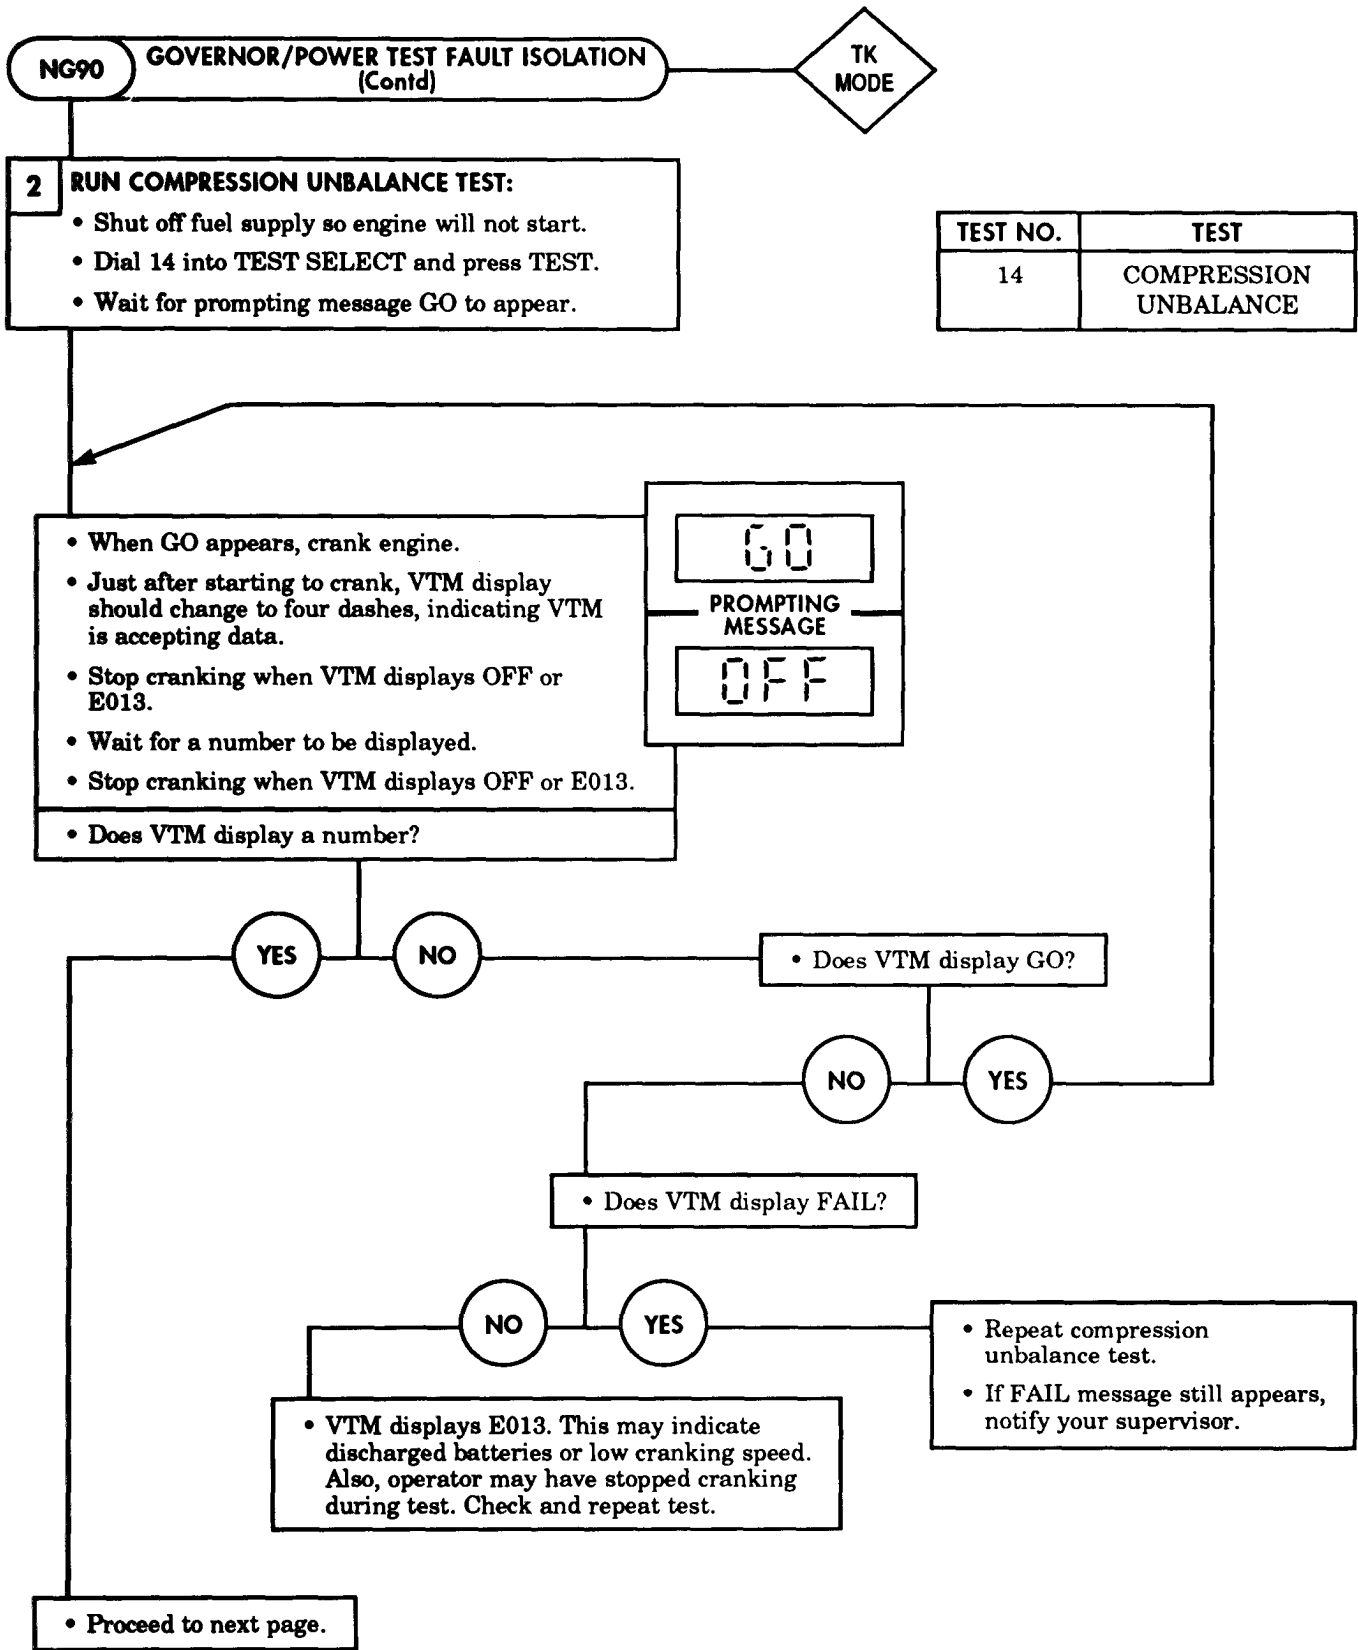 NG90
GOVERNOR/POWER TEST FAULT ISOLATION
(Contd)
TK
MODE
2
RUN COMPRESSION UNBALANCE TEST:
• Shut off fuel supply so engine will not start.
• Dial 14 into TEST SELECT and press TEST.
• Wait for prompting message GO to appear.
TEST NO.
TEST
14
COMPRESSION
UNBALANCE
• When GO appears, crank engine.
• Just after starting to crank, VTM display
should change to four dashes, indicating VTM
is accepting data.
• Stop cranking when VTM displays OFF or
E013.
• Wait for a number to be displayed.
• Stop cranking when VTM displays OFF or E013.
• Does VTM display a number?
GO
PROMPTING
MESSAGE
OFF
YES
NO
• Does VTM display GO?
NO
YES
• Does VTM display FAIL?
NO
YES
• Repeat compression
unbalance test.
• If FAIL message still appears,
notify your supervisor.
• VTM displays E013. This may indicate
discharged batteries or low cranking speed.
Also, operator may have stopped cranking
during test. Check and repeat test.
• Proceed to next page.